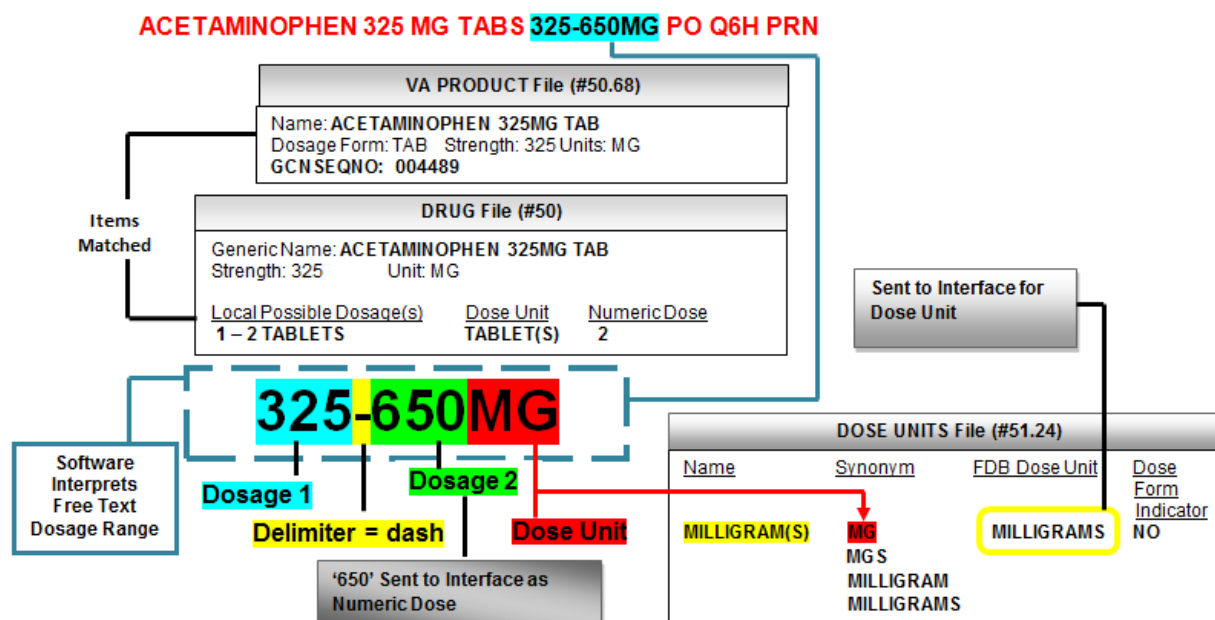 ACETAMINOPHEN 325 MG TABS 325-650MG PO Q6H PRN
VA PRODUCT File (#50.68)
Name: ACETAMINOPHEN 325MG TAB
Dosage Form: TAB Strength: 325 Units: MG
GCNSEQNO: 004489
Items
Matched
DRUG File (#50)
Generic Name: ACETAMINOPHEN 325MG TAB
Strength: 325 Unit: MG
Local Possible Dosage(s) Dose Unit Numeric Dose
1 – 2 TABLETS TABLET(S) 2
Sent to Interface for
Dose Unit
325-650MG
Software
Interprets
Free Text
Dosage Range
Dosage 1
Dosage 2
Delimiter = dash
Dose Unit
‘650’ Sent to Interface as
Numeric Dose
DOSE UNITS File (#51.24)
Name Synonym FDB Dose Unit Dose
Form
Indicator
MILLIGRAM(S) MG MILLIGRAMS NO
MGS
MILLIGRAM
MILLIGRAMS